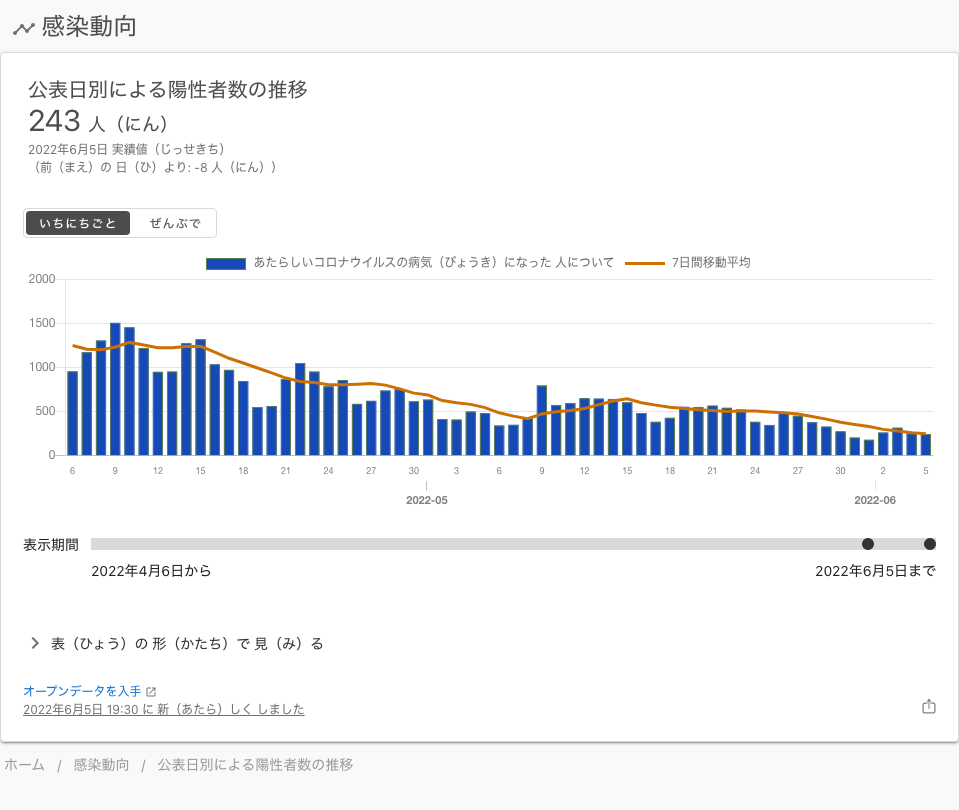 感染動向
公表日別による陽性者数の推移
243 人（にん）
2022年6月5日 実績値（じっせきち）
（前（まえ）の 日（ひ）より: -8 人（にん））
いちにちごと ぜんぶで
あたらしいコロナウイルスの病気（びょうき）になった 人について 7日間移動平均
2000
1500
1000
500
0
6 9 12 15 18 21 24 27 30 3 6 9 12 15 18 21 24 27 30 2 5
2022-05 2022-06
表示期間
2022年4月6日から 2022年6月5日まで
表（ひょう）の 形（かたち）で 見（み）る
オープンデータを入手
2022年6月5日 19:30 に 新（あたら）しく しました
ホーム / 感染動向 / 公表日別による陽性者数の推移